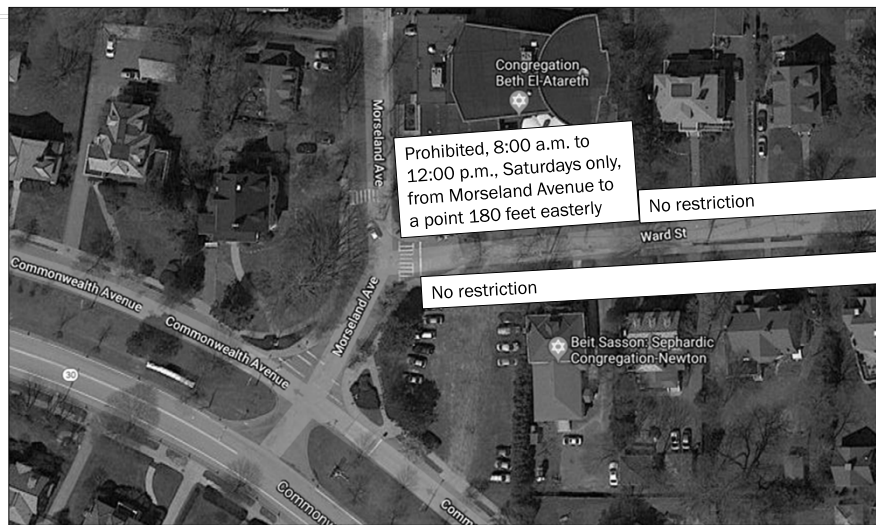 Congregation
Beth El-Atareth
Morseland Ave
Prohibited, 8:00 a.m. to
12:00 p.m., Saturdays only,
from Morseland Avenue to
a point 180 feet easterly
No restriction
Ward St
Commonwealth Avenue
No restriction
Morseland Ave
Commonwealth Avenue
Beit Sasson: Sephardic
Congregation-Newton
30
Commonw
Comm